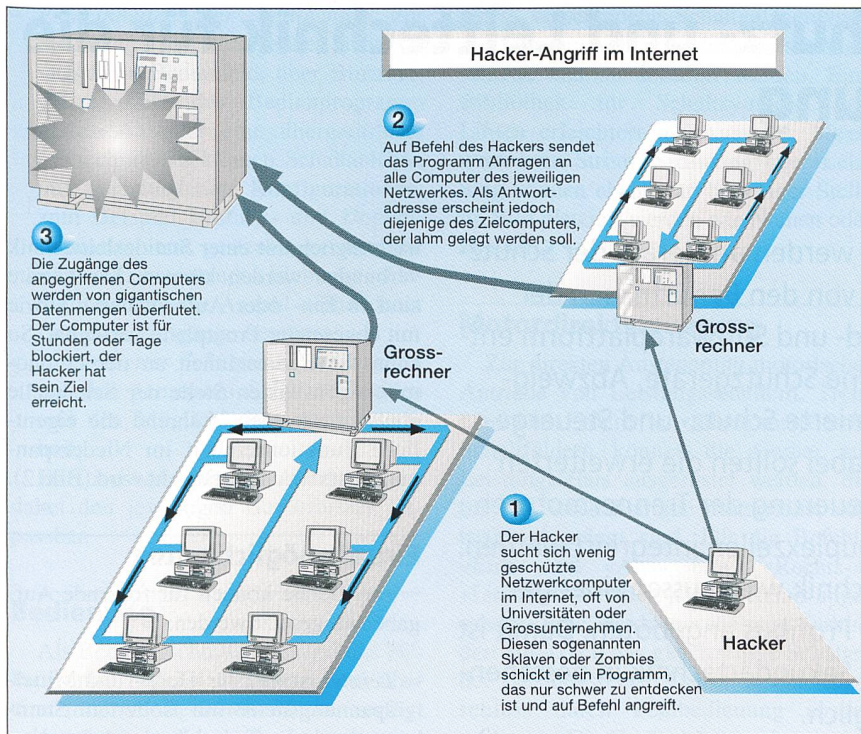 Hacker-Angriff im Internet
1
Der Hacker
sucht sich wenig
geschützte
Netzwerkcomputer
im Internet, oft von
Universitäten oder
Grossunternehmen.
Diesen sogenannten
Sklaven oder Zombies
schickt er ein Programm,
das nur schwer zu entdecken
ist und auf Befehl angreift.
Hacker
2
Auf Befehl des Hackers sendet
das Programm Anfragen an
alle Computer des jeweiligen
Netzwerkes. Als Antwort-
adresse erscheint jedoch
diejenige des Zielcomputers,
der lahm gelegt werden soll.
Gross-
rechner
Gross-
rechner
3
Die Zugänge des
angegriffenen Computers
werden von gigantischen
Datenmengen überflutet.
Der Computer ist für
Stunden oder Tage
blockiert, der
Hacker hat
sein Ziel
erreicht.